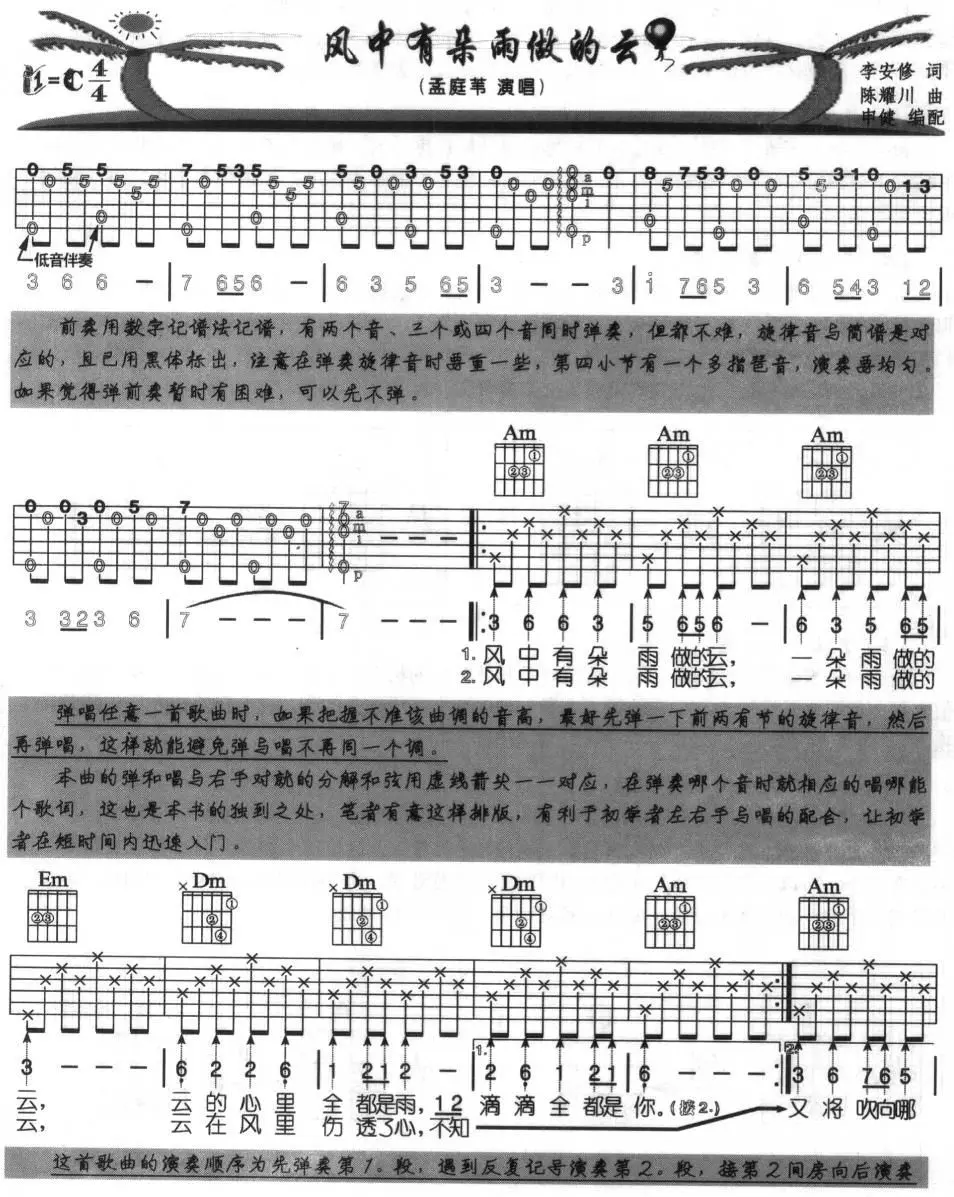 风中有朵雨做的云
1=C 4/4
(孟庭苇 演唱)
李安修 词
陈耀川 曲
申健 编配
0 0 5 5 5 5 5 5 7 0 5 3 5 5 5 5
低音伴奏
3 6 6 — | 7 656 — | 6 3 5 65 | 3 — — 3 | i 765 3 | 6 543 12 |
前奏用数字记谱法记谱,有两个音、三个或四个音同时弹奏,但都不难,旋律音与简谱是对
应的,且已用黑体标出,注意在弹奏旋律音时要重一些,第四小节有一个多指琶音,演奏要均匀。
如果觉得弹前奏暂时有困难,可以先不弹。
Am Am Am
a m i p
3 323 6 | 7 — — — | 7 — — — 3 6 6 3 | 5 656 — | 6 3 5 65 |
1. 风中有朵 雨做的云, 一朵雨做的
2. 风中有朵 雨做的云, 一朵雨做的
弹唱任意一首歌曲时,如果把握不准该曲调的音高,最好先弹一下前两有节的旋律音,然后
再弹唱,这样就能避免弹与唱不再同一个调。
本曲的弹和唱与右手对就的分解和弦用虚线箭头一一对应,在弹奏哪个音时就相应的唱哪能
个歌词,这也是本书的独到之处,笔者有意这样排版,有利于初学者左右手与唱的配合,让初学
者在短时间内迅速入门。
Em Dm Dm Dm Am Am
3 — — — | 6 2 2 6 | 1 212 — | 1. 2 6 1 21 | 6 — — — 2. 3 6 765 |
云, 云的心里 全都是雨, 12 滴滴全都是你。(接2.) 又将吹向哪
云, 云在风里 伤透了心, 不知
这首歌曲的演奏顺序为先弹奏第1。段,遇到反复记号演奏第2。段,接第2间房向后演奏